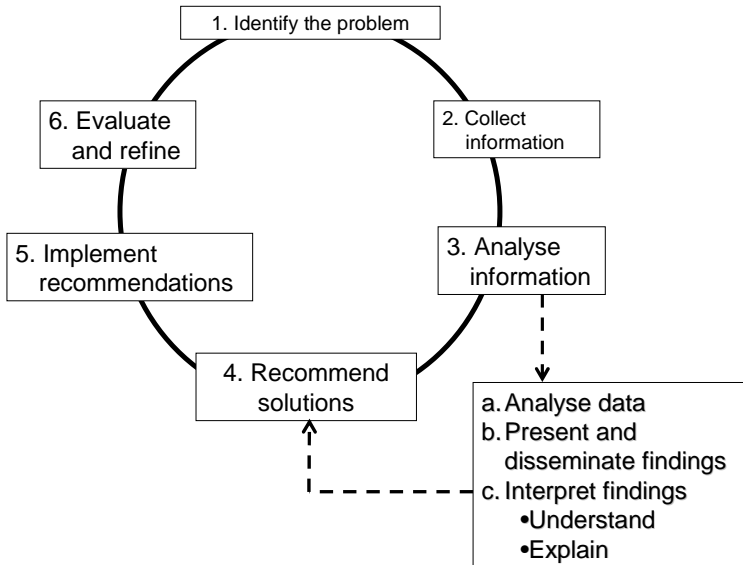 1. Identify the problem
2. Collect
information
3. Analyse
information
4. Recommend
solutions
5. Implement
recommendations
6. Evaluate
and refine
a. Analyse data
b. Present and
disseminate findings
c. Interpret findings
•Understand
•Explain